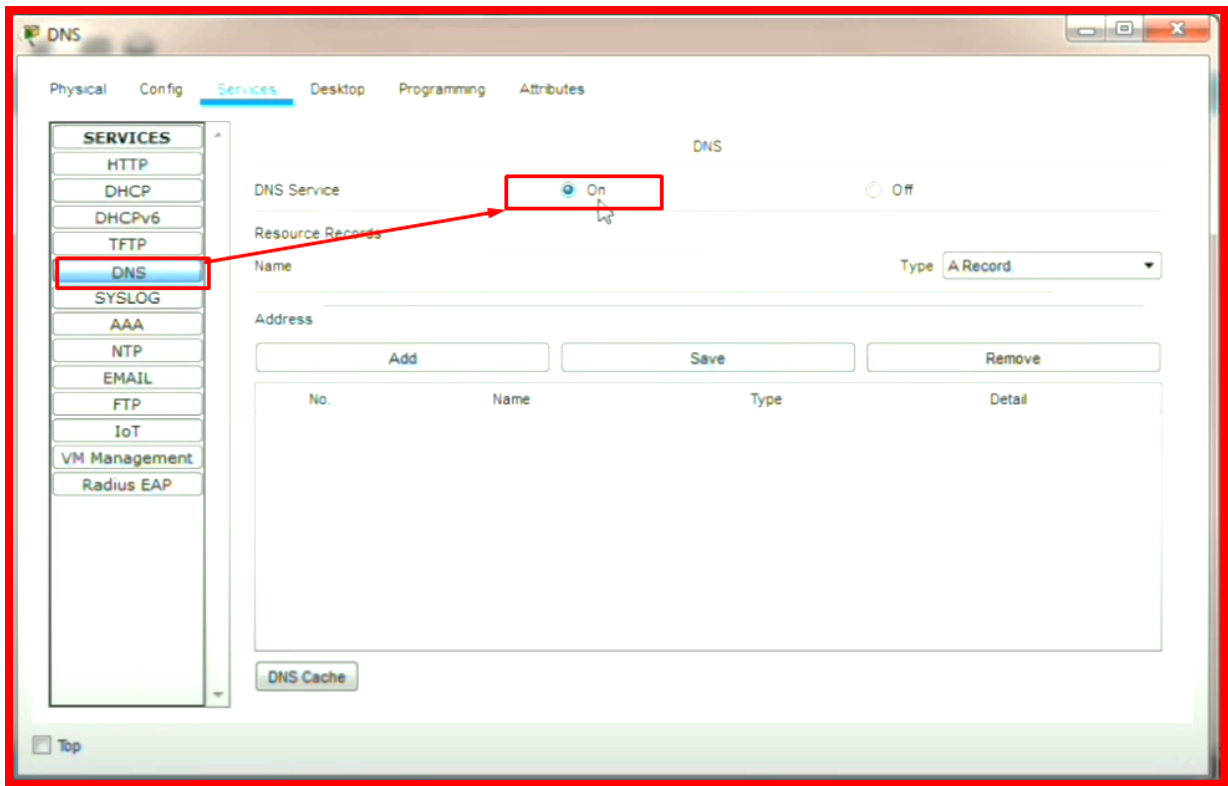 DNS
Physical Config Services Desktop Programming Attributes
SERVICES
HTTP
DHCP
DHCPv6
TFTP
DNS
SYSLOG
AAA
NTP
EMAIL
FTP
IoT
VM Management
Radius EAP
DNS
DNS Service On Off
Resource Records
Name Type A Record
Address
Add Save Remove
No. Name Type Detail
DNS Cache
Top